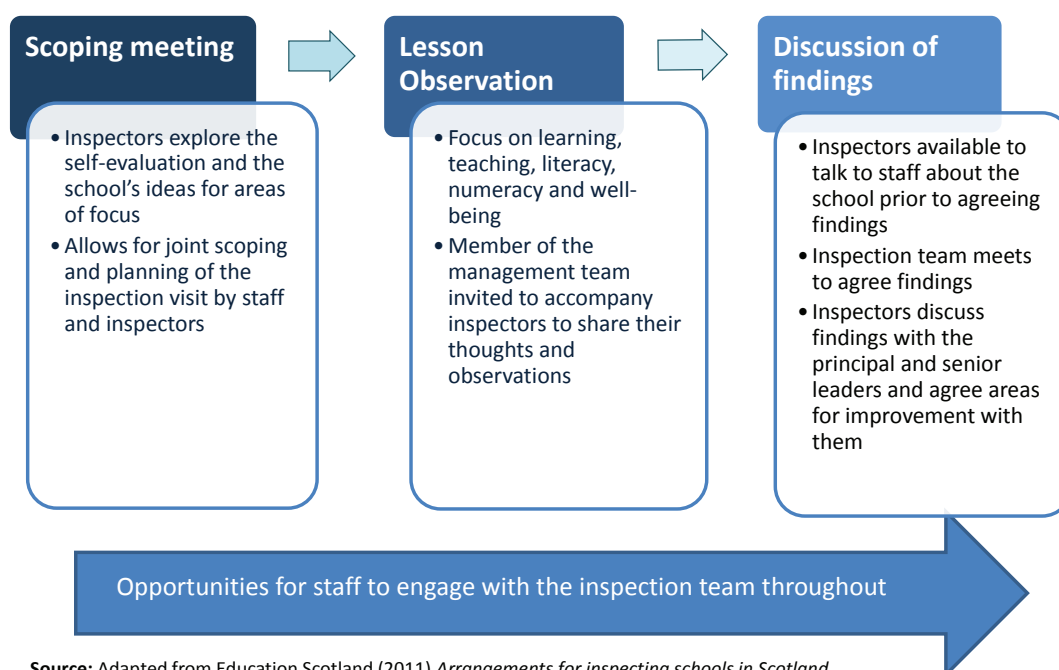 Scoping meeting
• Inspectors explore the
self-evaluation and the
school’s ideas for areas
of focus
• Allows for joint scoping
and planning of the
inspection visit by staff
and inspectors
Lesson
Observation
• Focus on learning,
teaching, literacy,
numeracy and well-
being
• Member of the
management team
invited to accompany
inspectors to share their
thoughts and
observations
Discussion of
findings
• Inspectors available to
talk to staff about the
school prior to agreeing
findings
• Inspection team meets
to agree findings
• Inspectors discuss
findings with the
principal and senior
leaders and agree areas
for improvement with
them
Opportunities for staff to engage with the inspection team throughout
Source: Adapted from Education Scotland (2011) Arrangements for inspecting schools in Scotland